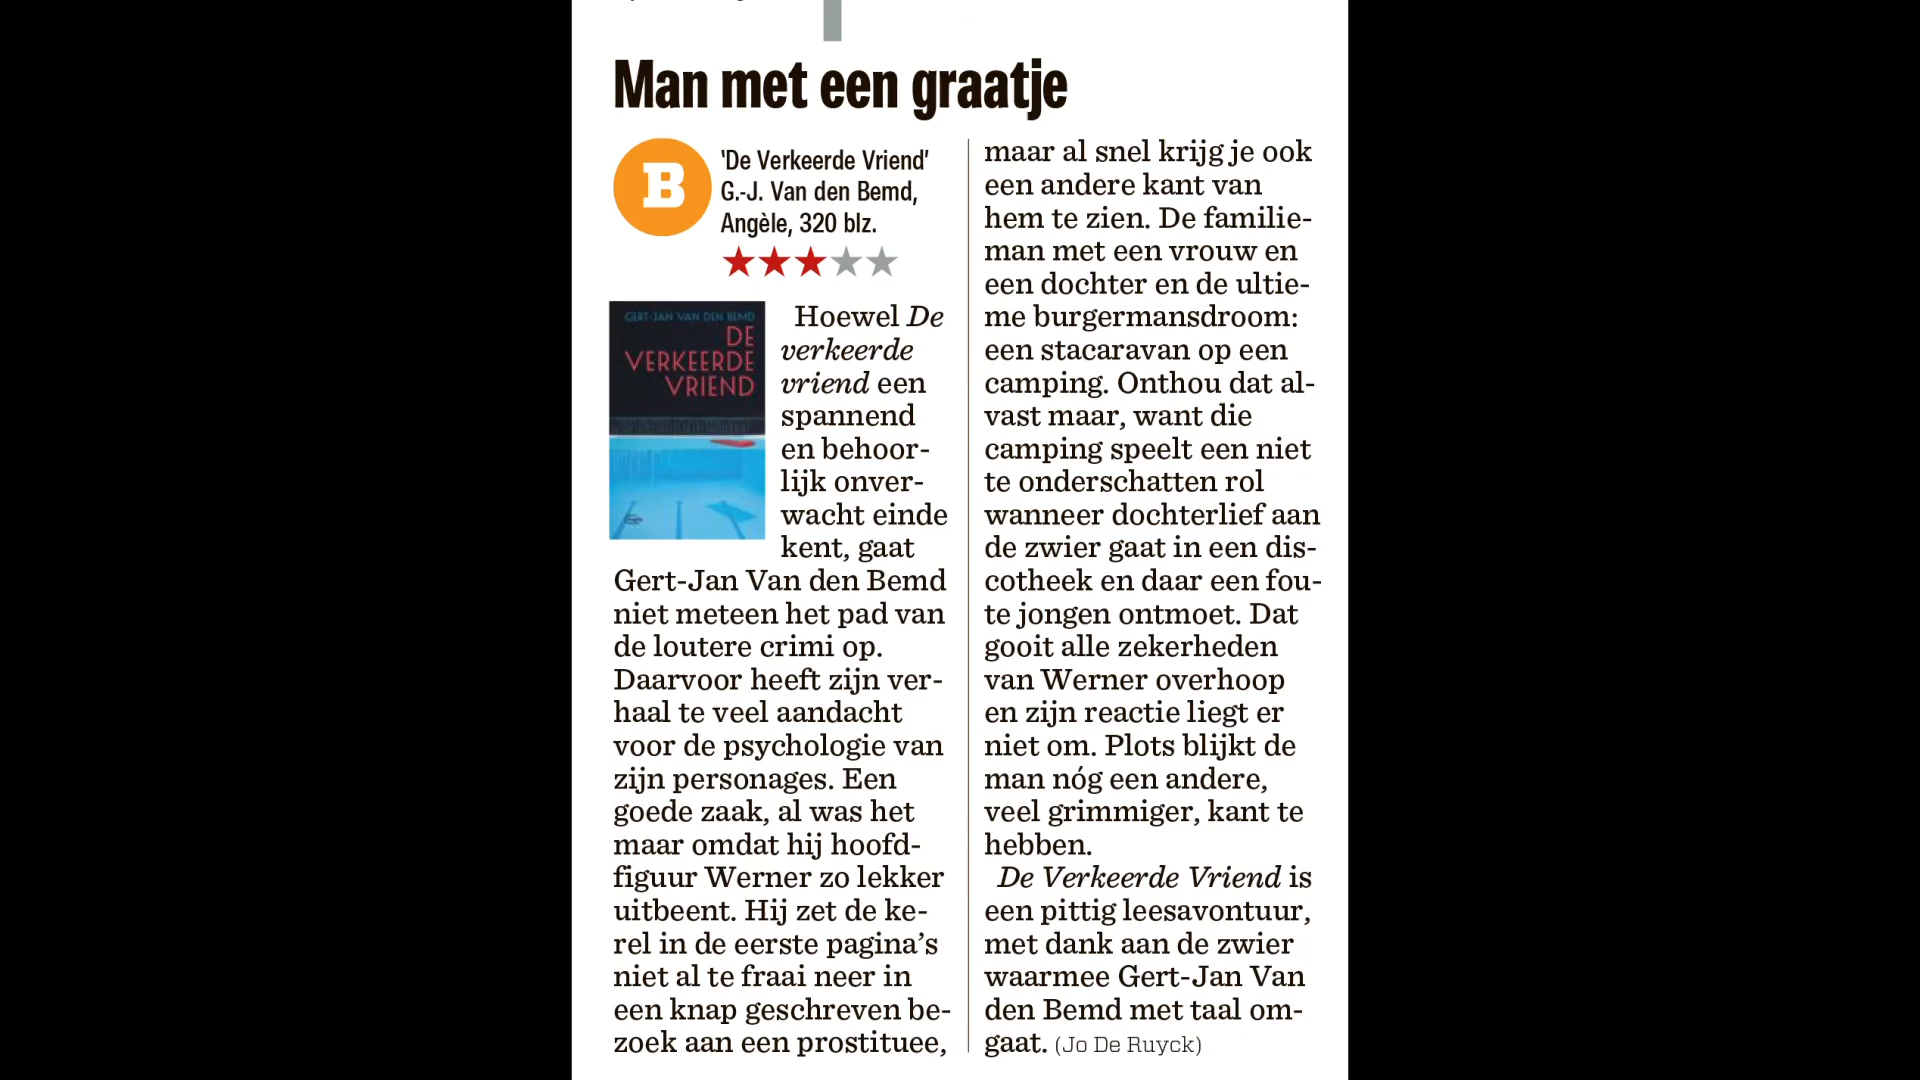 Man met een graatje
B
'De Verkeerde Vriend'
G.-J. Van den Bemd,
Angèle, 320 blz.
GERT-JAN VAN DEN BEMD
DE
VERKEERDE
VRIEND
Hoewel De
verkeerde
vriend een
spannend
en behoor-
lijk onver-
wacht einde
kent, gaat
Gert-Jan Van den Bemd
niet meteen het pad van
de loutere crimi op.
Daarvoor heeft zijn ver-
haal te veel aandacht
voor de psychologie van
zijn personages. Een
goede zaak, al was het
maar omdat hij hoofd-
figuur Werner zo lekker
uitbeent. Hij zet de ke-
rel in de eerste pagina's
niet al te fraai neer in
een knap geschreven be-
zoek aan een prostituee,
maar al snel krijg je ook
een andere kant van
hem te zien. De familie-
man met een vrouw en
een dochter en de ultie-
me burgermansdroom:
een stacaravan op een
camping. Onthou dat al-
vast maar, want die
camping speelt een niet
te onderschatten rol
wanneer dochterlief aan
de zwier gaat in een dis-
cotheek en daar een fou-
te jongen ontmoet. Dat
gooit alle zekerheden
van Werner overhoop
en zijn reactie liegt er
niet om. Plots blijkt de
man nóg een andere,
veel grimmiger, kant te
hebben.
De Verkeerde Vriend is
een pittig leesavontuur,
met dank aan de zwier
waarmee Gert-Jan Van
den Bemd met taal om-
gaat. (Jo De Ruyck)